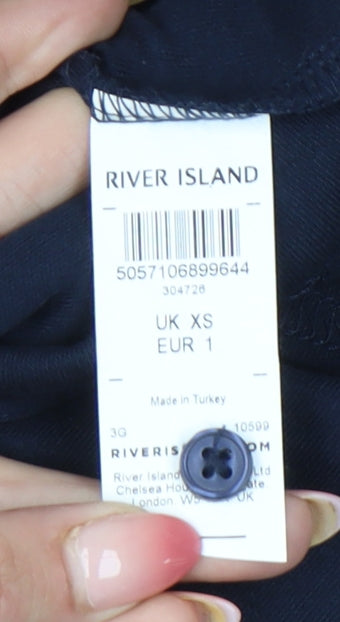 RIVER ISLAND
5057106899644
304726
UK XS
EUR 1
Made in Turkey
3G 10599
RIVERIS OM
River Island Ltd
Chelsea Hou ate
London W5 UK